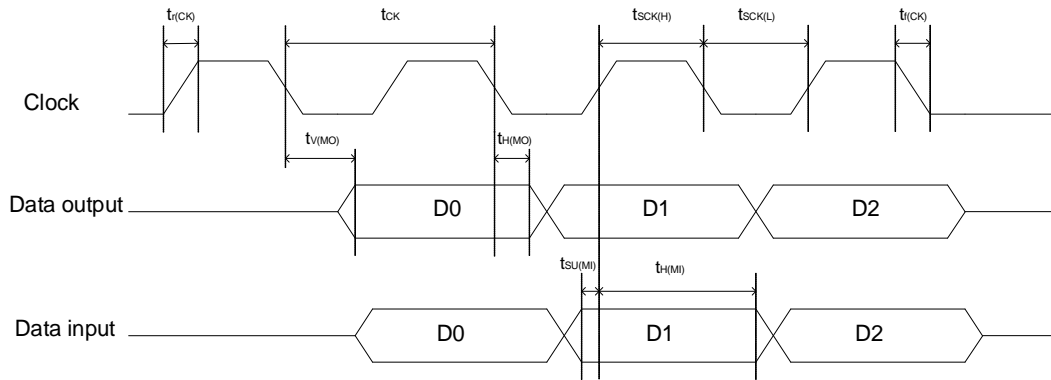 tr(CK) tCK tSCK(H) tSCK(L) tf(CK)
Clock
tV(MO) tH(MO)
Data output D0 D1 D2
tSU(MI) tH(MI)
Data input D0 D1 D2